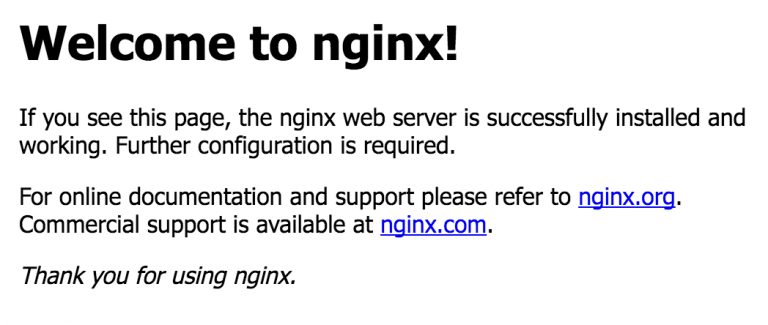 Welcome to nginx!
If you see this page, the nginx web server is successfully installed and
working. Further configuration is required.
For online documentation and support please refer to nginx.org.
Commercial support is available at nginx.com.
Thank you for using nginx.